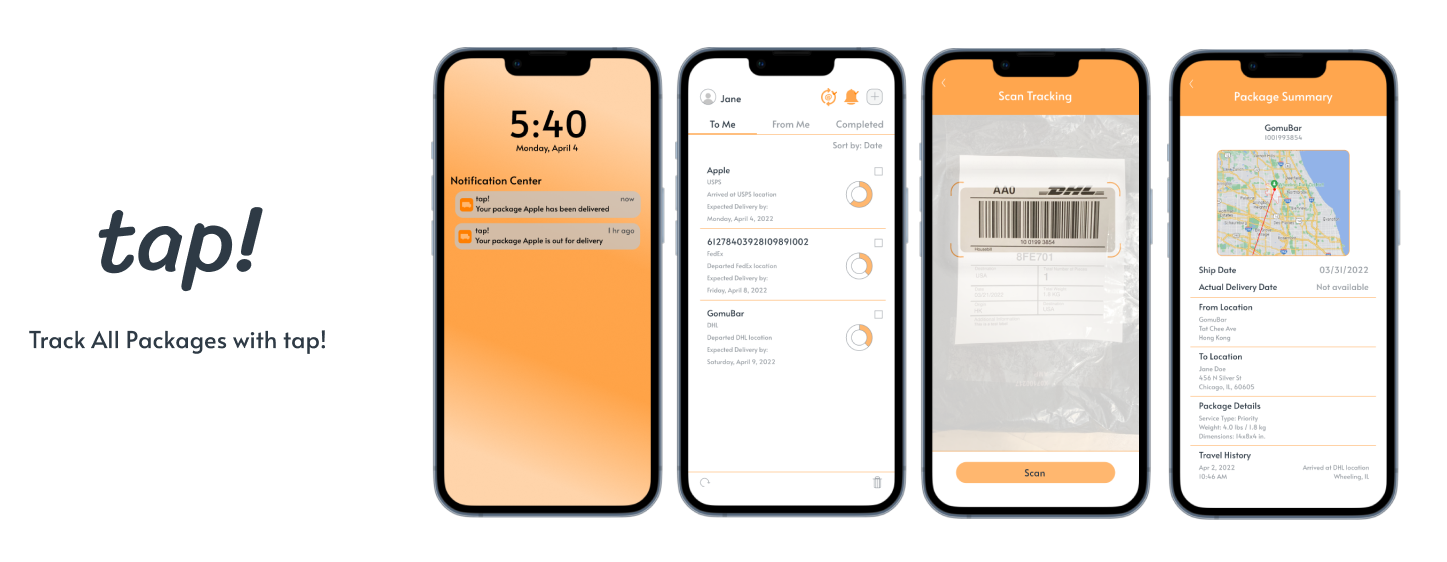 tap!
Track All Packages with tap!
5:40
Monday, April 4
Notification Center
tap! now
Your package Apple has been delivered
tap! 1 hr ago
Your package Apple is out for delivery
Jane
To Me From Me Completed
Sort by: Date
Apple
USPS
Arrived at USPS location
Expected Delivery by:
Monday, April 4, 2022
61278403928109891002
FedEx
Departed FedEx location
Expected Delivery by:
Friday, April 8, 2022
GomuBar
DHL
Departed DHL location
Expected Delivery by:
Saturday, April 9, 2022
Scan Tracking
AA0 DHL
10 0199 3854
8FE701
USA
1
USA
Scan
Package Summary
GomuBar
1001993854
Ship Date 03/31/2022
Actual Delivery Date Not available
From Location
GomuBar
Tat Chee Ave
Hong Kong
To Location
Jane Doe
456 N Silver St
Chicago, IL, 60605
Package Details
Service Type: Priority
Weight: 4.0 lbs / 1.8 kg
Dimensions: 14x8x4 in.
Travel History
Apr 2, 2022 Arrived at DHL location
10:46 AM Wheeling, IL